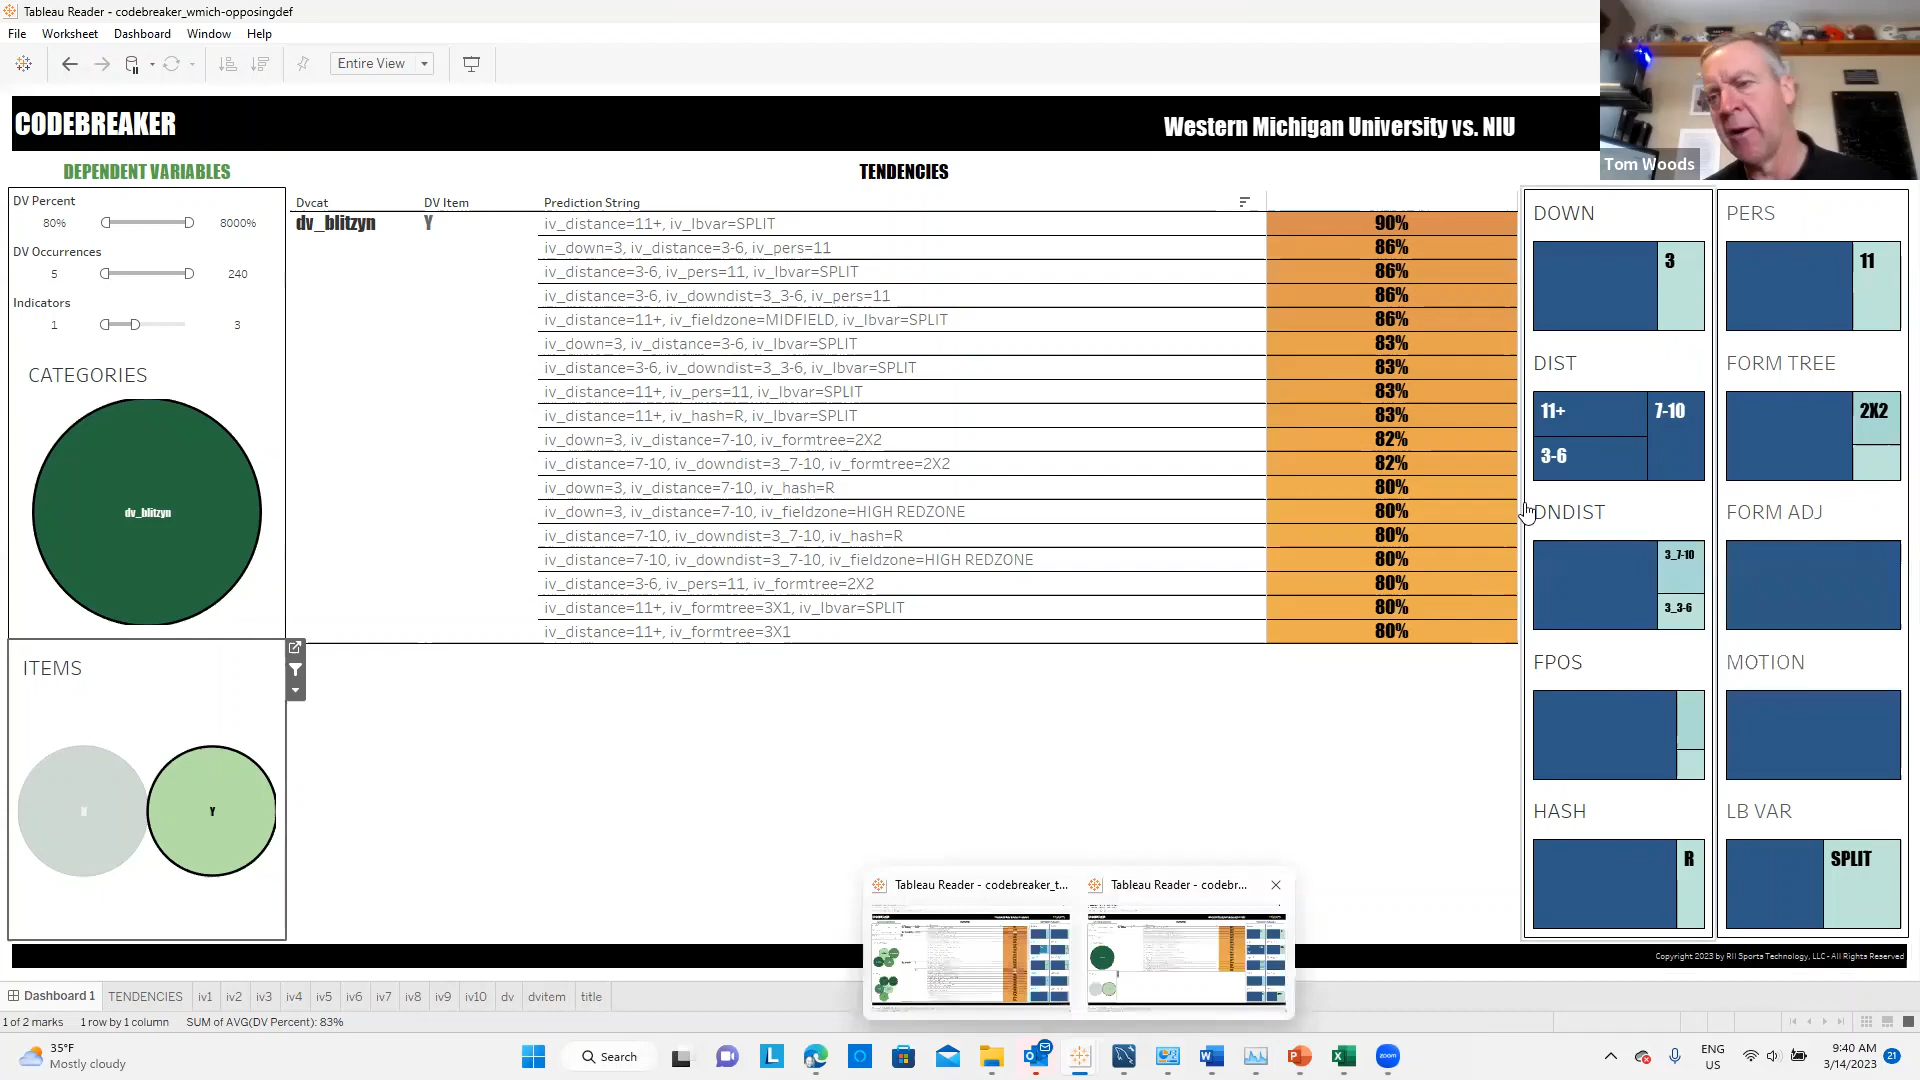 Tableau Reader - codebreaker_wmich-opposingdef
File Worksheet Dashboard Window Help
Entire View
Tom Woods
CODEBREAKER
Western Michigan University vs. NIU
DEPENDENT VARIABLES
TENDENCIES
DV Percent
80% 8000%
DV Occurrences
5 240
Indicators
1 3
CATEGORIES
dv_blitzyn
ITEMS
Y
Dvcat DV Item Prediction String
dv_blitzyn Y iv_distance=11+, iv_lbvar=SPLIT 90%
iv_down=3, iv_distance=3-6, iv_pers=11 86%
iv_distance=3-6, iv_pers=11, iv_lbvar=SPLIT 86%
iv_distance=3-6, iv_downdist=3_3-6, iv_pers=11 86%
iv_distance=11+, iv_fieldzone=MIDFIELD, iv_lbvar=SPLIT 86%
iv_down=3, iv_distance=3-6, iv_lbvar=SPLIT 83%
iv_distance=3-6, iv_downdist=3_3-6, iv_lbvar=SPLIT 83%
iv_distance=11+, iv_pers=11, iv_lbvar=SPLIT 83%
iv_distance=11+, iv_hash=R, iv_lbvar=SPLIT 83%
iv_down=3, iv_distance=7-10, iv_formtree=2X2 82%
iv_distance=7-10, iv_downdist=3_7-10, iv_formtree=2X2 82%
iv_down=3, iv_distance=7-10, iv_hash=R 80%
iv_down=3, iv_distance=7-10, iv_fieldzone=HIGH REDZONE 80%
iv_distance=7-10, iv_downdist=3_7-10, iv_hash=R 80%
iv_distance=7-10, iv_downdist=3_7-10, iv_fieldzone=HIGH REDZONE 80%
iv_distance=3-6, iv_pers=11, iv_formtree=2X2 80%
iv_distance=11+, iv_formtree=3X1, iv_lbvar=SPLIT 80%
iv_distance=11+, iv_formtree=3X1 80%
DOWN
3
DIST
11+ 7-10
3-6
DNDIST
3_7-10
3_3-6
FPOS
HASH
R
PERS
11
FORM TREE
2X2
FORM ADJ
MOTION
LB VAR
SPLIT
Tableau Reader - codebreaker_t...
Tableau Reader - codebr...
Copyright 2023 by RII Sports Technology, LLC - All Rights Reserved
Dashboard 1 TENDENCIES iv1 iv2 iv3 iv4 iv5 iv6 iv7 iv8 iv9 iv10 dv dvitem title
1 of 2 marks 1 row by 1 column SUM of AVG(DV Percent): 83%
35°F
Mostly cloudy
Search
zoom
ENG
US
9:40 AM
3/14/2023
21